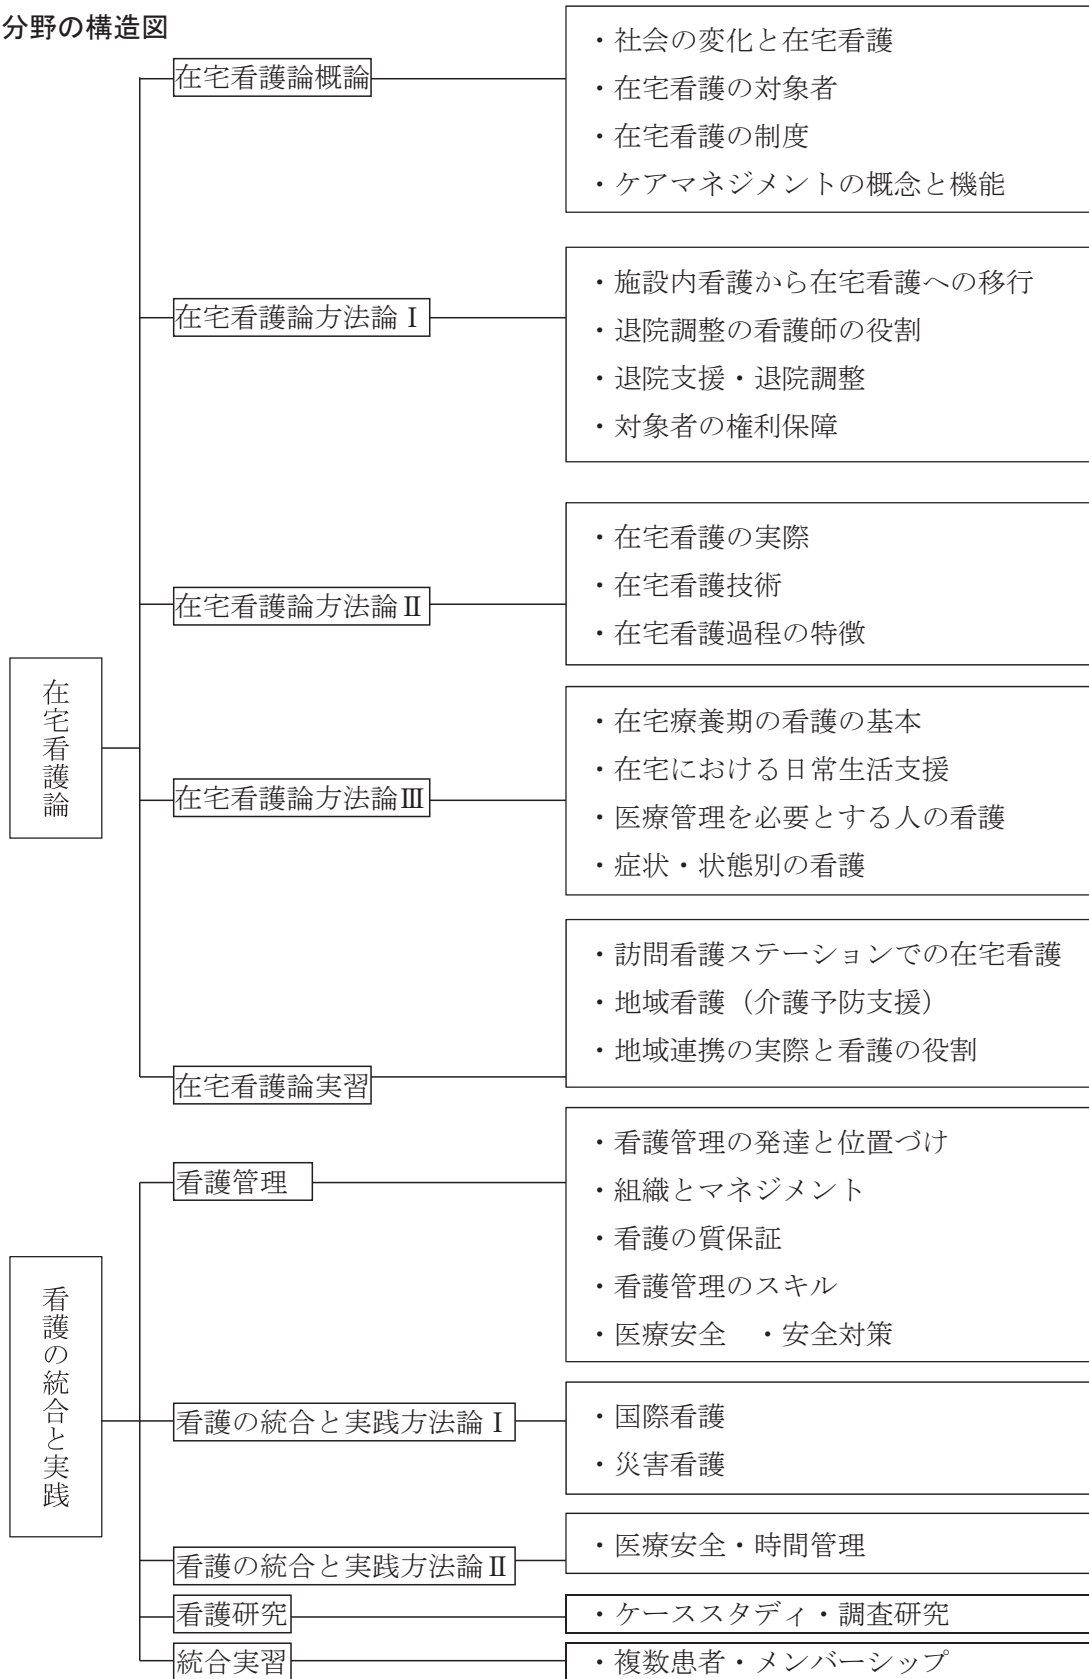 分野の構造図
在宅看護論
在宅看護論概論
・社会の変化と在宅看護
・在宅看護の対象者
・在宅看護の制度
・ケアマネジメントの概念と機能
在宅看護論方法論Ⅰ
・施設内看護から在宅看護への移行
・退院調整の看護師の役割
・退院支援・退院調整
・対象者の権利保障
在宅看護論方法論Ⅱ
・在宅看護の実際
・在宅看護技術
・在宅看護過程の特徴
在宅看護論方法論Ⅲ
・在宅療養期の看護の基本
・在宅における日常生活支援
・医療管理を必要とする人の看護
・症状・状態別の看護
在宅看護論実習
・訪問看護ステーションでの在宅看護
・地域看護（介護予防支援）
・地域連携の実際と看護の役割
看護の統合と実践
看護管理
・看護管理の発達と位置づけ
・組織とマネジメント
・看護の質保証
・看護管理のスキル
・医療安全　・安全対策
看護の統合と実践方法論Ⅰ
・国際看護
・災害看護
看護の統合と実践方法論Ⅱ
・医療安全・時間管理
看護研究
・ケーススタディ・調査研究
統合実習
・複数患者・メンバーシップ